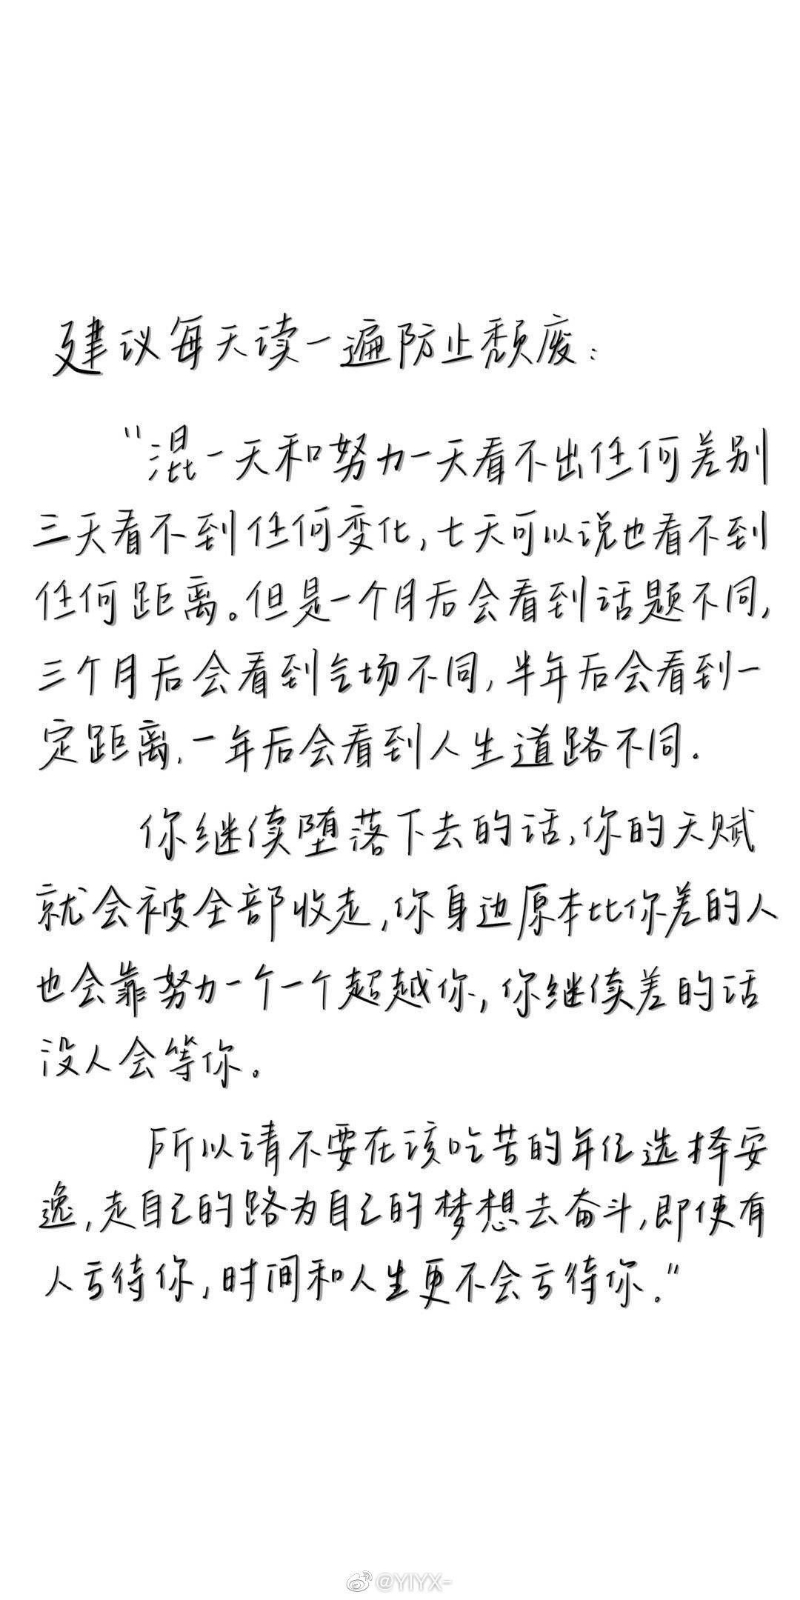 建议每天读一遍防止颓废：
“混一天和努力一天看不出任何差别
三天看不到任何变化,七天可以说也看不到
任何距离。但是一个月后会看到话题不同,
三个月后会看到气场不同,半年后会看到一
定距离.一年后会看到人生道路不同.
你继续堕落下去的话,你的天赋
就会被全部收走,你身边原本比你差的人
也会靠努力一个一个超越你,你继续差的话
没人会等你。
所以请不要在该吃苦的年纪选择安
逸,走自己的路为自己的梦想去奋斗,即使有
人亏待你,时间和人生更不会亏待你.”
@YIYX-